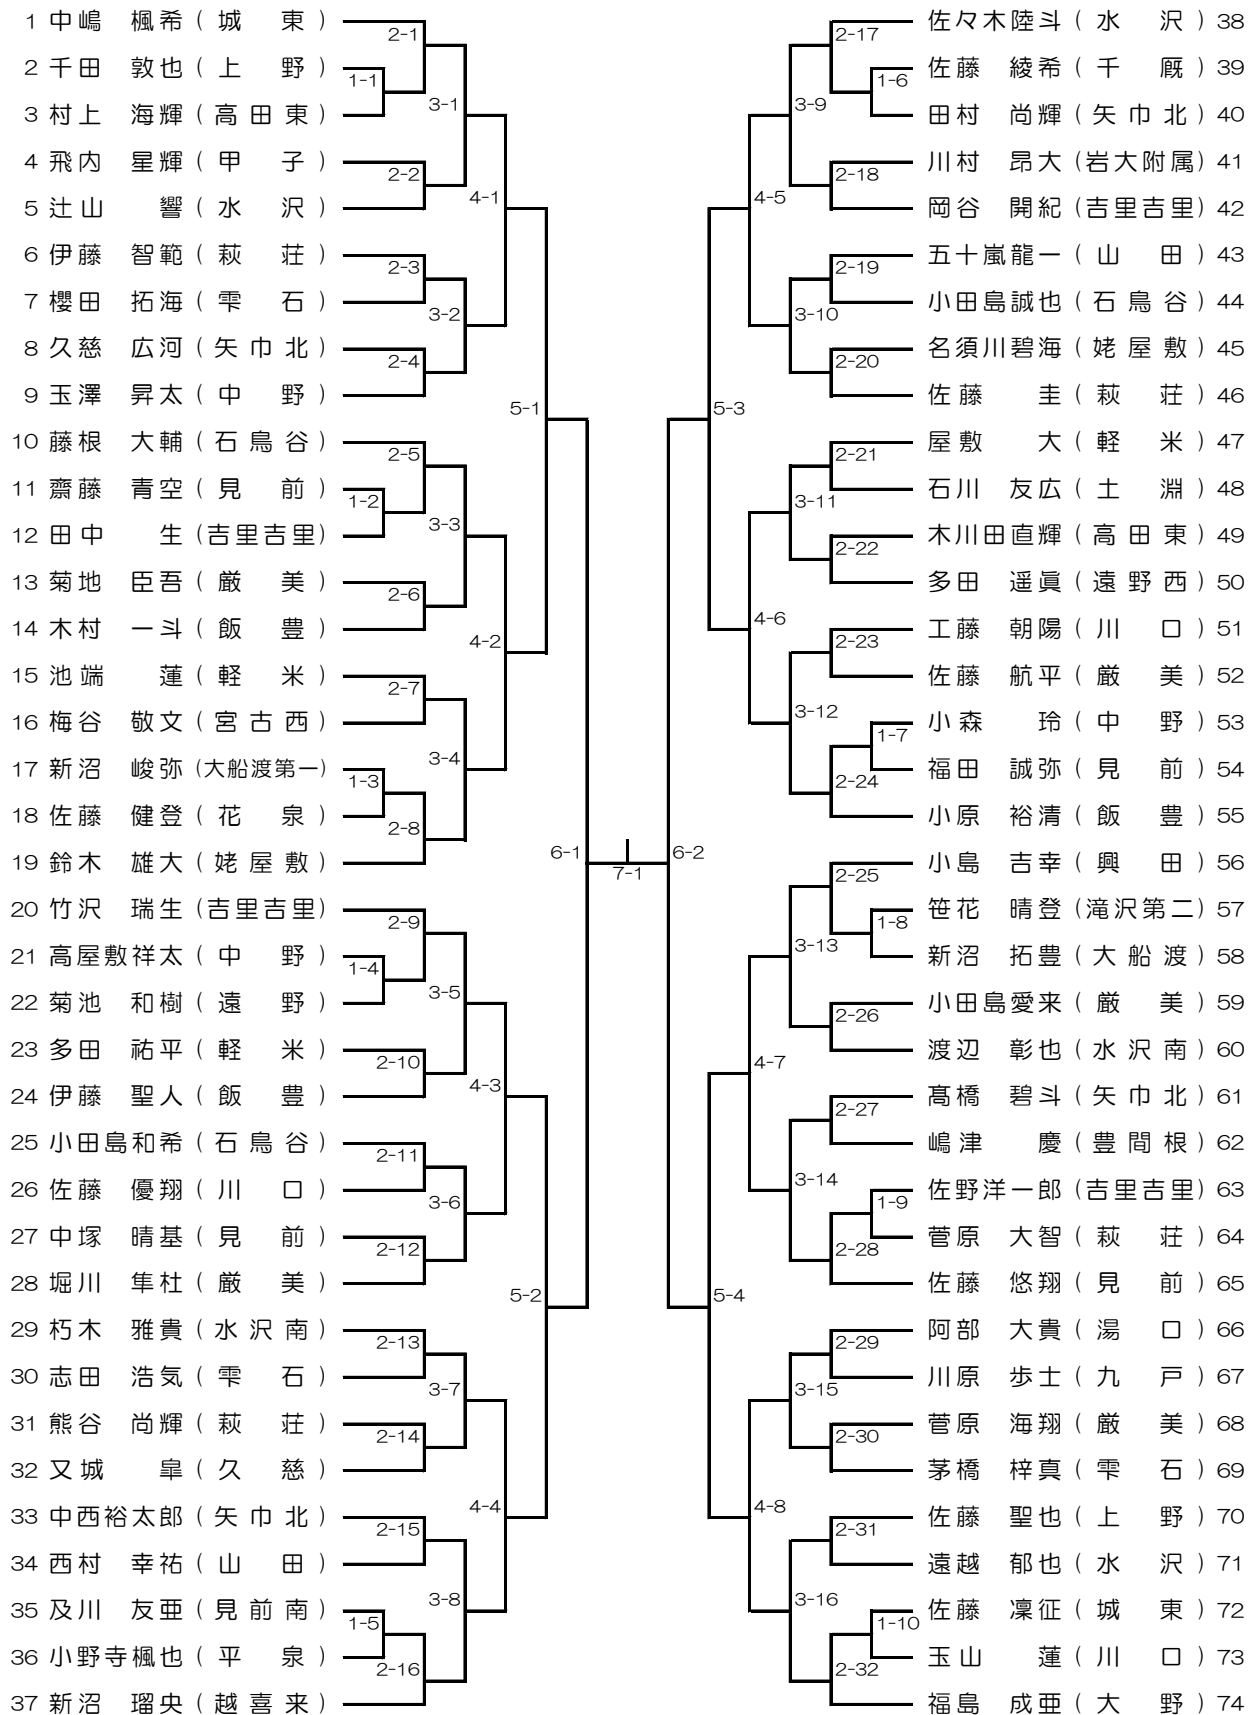 1 中嶋 楓希 ( 城 東 )
2 千田 敦也 ( 上 野 )
3 村上 海輝 ( 高 田 東 )
4 飛内 星輝 ( 甲 子 )
5 辻山 響 ( 水 沢 )
6 伊藤 智範 ( 萩 荘 )
7 櫻田 拓海 ( 雫 石 )
8 久慈 広河 ( 矢 巾 北 )
9 玉澤 昇太 ( 中 野 )
10 藤根 大輔 ( 石 鳥 谷 )
11 齋藤 青空 ( 見 前 )
12 田中 生 (吉里吉里)
13 菊地 臣吾 ( 厳 美 )
14 木村 一斗 ( 飯 豊 )
15 池端 蓮 ( 軽 米 )
16 梅谷 敬文 ( 宮 古 西 )
17 新沼 峻弥 (大船渡第一)
18 佐藤 健登 ( 花 泉 )
19 鈴木 雄大 ( 姥 屋 敷 )
20 竹沢 瑞生 (吉里吉里)
21 高屋敷祥太 ( 中 野 )
22 菊池 和樹 ( 遠 野 )
23 多田 祐平 ( 軽 米 )
24 伊藤 聖人 ( 飯 豊 )
25 小田島和希 ( 石 鳥 谷 )
26 佐藤 優翔 ( 川 口 )
27 中塚 晴基 ( 見 前 )
28 堀川 隼杜 ( 厳 美 )
29 朽木 雅貴 ( 水 沢 南 )
30 志田 浩気 ( 雫 石 )
31 熊谷 尚輝 ( 萩 荘 )
32 又城 皐 ( 久 慈 )
33 中西裕太郎 ( 矢 巾 北 )
34 西村 幸祐 ( 山 田 )
35 及川 友亜 ( 見 前 南 )
36 小野寺楓也 ( 平 泉 )
37 新沼 瑠央 ( 越 喜 来 )
1-1
1-2
1-3
1-4
1-5
2-1
2-2
2-3
2-4
2-5
2-6
2-7
2-8
2-9
2-10
2-11
2-12
2-13
2-14
2-15
2-16
3-1
3-2
3-3
3-4
3-5
3-6
3-7
3-8
4-1
4-2
4-3
4-4
5-1
5-2
6-1
7-1
6-2
5-3
5-4
4-5
4-6
4-7
4-8
3-9
3-10
3-11
3-12
3-13
3-14
3-15
3-16
2-17
2-18
2-19
2-20
2-21
2-22
2-23
2-24
2-25
2-26
2-27
2-28
2-29
2-30
2-31
2-32
1-6
1-7
1-8
1-9
1-10
佐々木陸斗 ( 水 沢 ) 38
佐藤 綾希 ( 千 厩 ) 39
田村 尚輝 ( 矢 巾 北 ) 40
川村 昂大 (岩大附属) 41
岡谷 開紀 (吉里吉里) 42
五十嵐龍一 ( 山 田 ) 43
小田島誠也 ( 石 鳥 谷 ) 44
名須川碧海 ( 姥 屋 敷 ) 45
佐藤 圭 ( 萩 荘 ) 46
屋敷 大 ( 軽 米 ) 47
石川 友広 ( 土 淵 ) 48
木川田直輝 ( 高 田 東 ) 49
多田 遥眞 ( 遠 野 西 ) 50
工藤 朝陽 ( 川 口 ) 51
佐藤 航平 ( 厳 美 ) 52
小森 玲 ( 中 野 ) 53
福田 誠弥 ( 見 前 ) 54
小原 裕清 ( 飯 豊 ) 55
小島 吉幸 ( 興 田 ) 56
笹花 晴登 (滝沢第二) 57
新沼 拓豊 ( 大 船 渡 ) 58
小田島愛来 ( 厳 美 ) 59
渡辺 彰也 ( 水 沢 南 ) 60
髙橋 碧斗 ( 矢 巾 北 ) 61
嶋津 慶 ( 豊 間 根 ) 62
佐野洋一郎 (吉里吉里) 63
菅原 大智 ( 萩 荘 ) 64
佐藤 悠翔 ( 見 前 ) 65
阿部 大貴 ( 湯 口 ) 66
川原 歩士 ( 九 戸 ) 67
菅原 海翔 ( 厳 美 ) 68
茅橋 梓真 ( 雫 石 ) 69
佐藤 聖也 ( 上 野 ) 70
遠越 郁也 ( 水 沢 ) 71
佐藤 凜征 ( 城 東 ) 72
玉山 蓮 ( 川 口 ) 73
福島 成亜 ( 大 野 ) 74